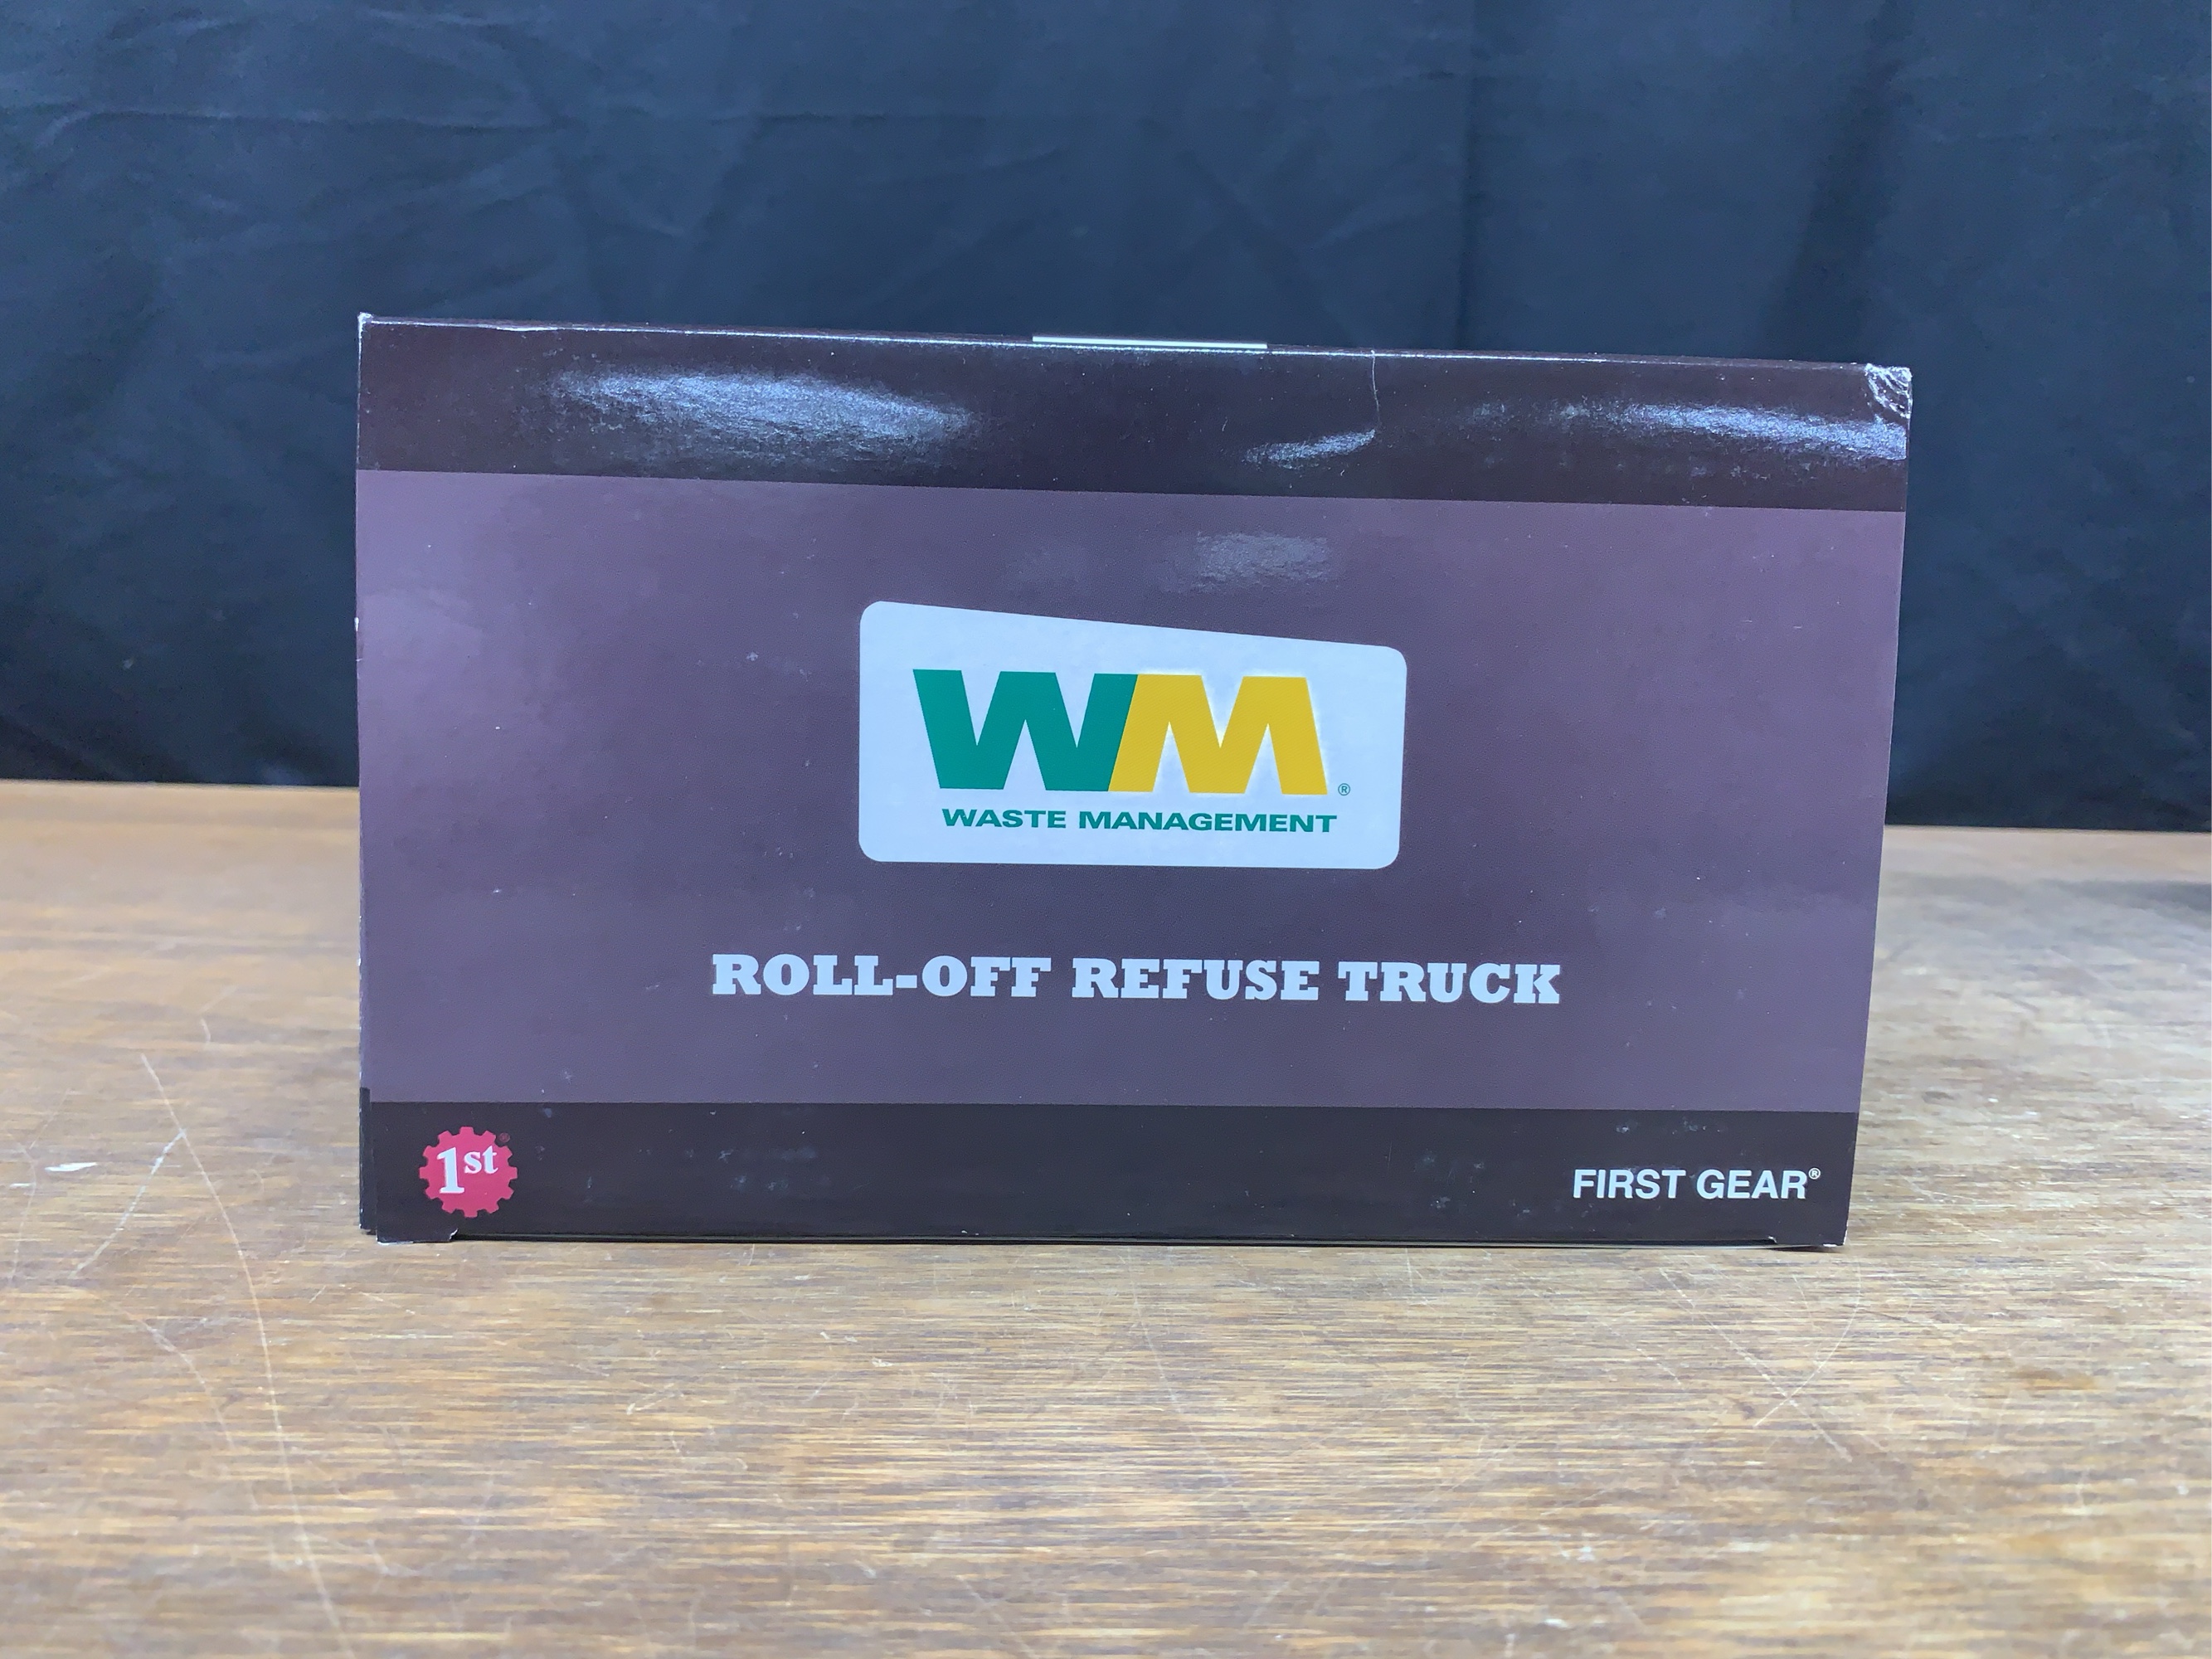 WM®
WASTE MANAGEMENT
ROLL-OFF REFUSE TRUCK
1st®
FIRST GEAR®